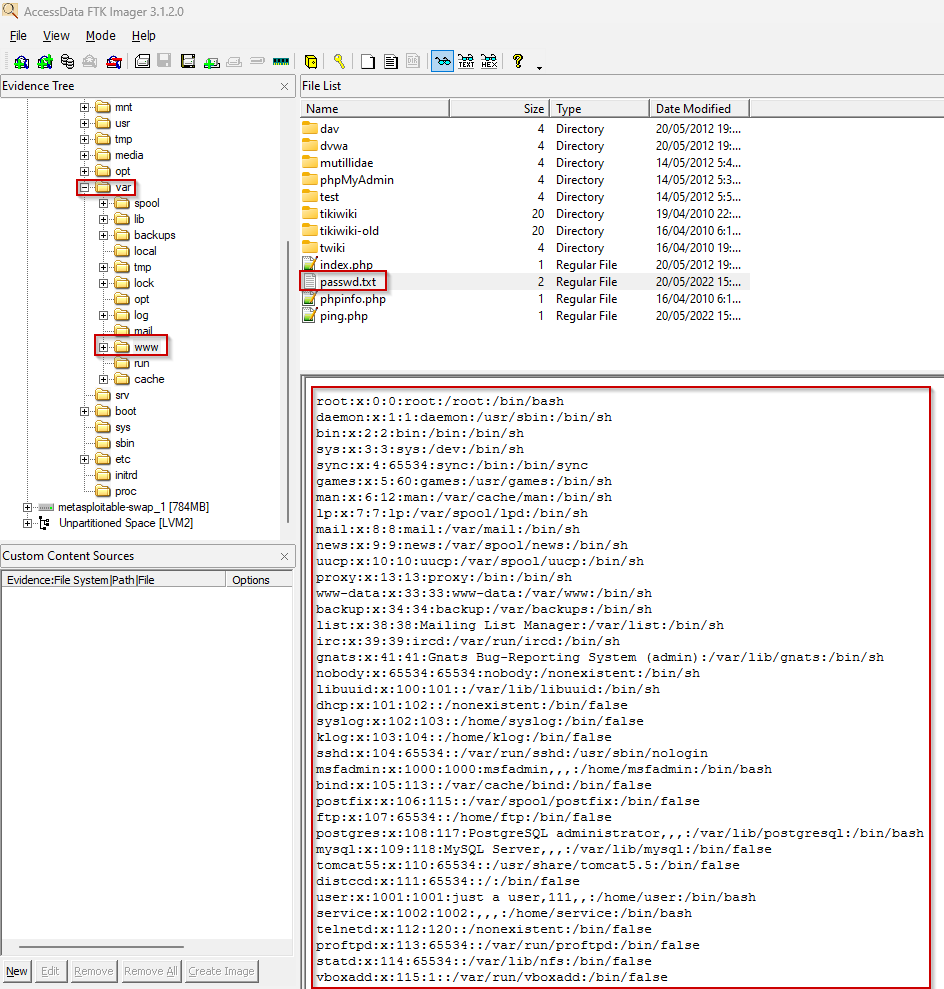 AccessData FTK Imager 3.1.2.0
File View Mode Help
TEXT HEX
Evidence Tree
mnt
usr
tmp
media
opt
var
spool
lib
backups
local
tmp
lock
opt
log
mail
www
run
cache
srv
boot
sys
sbin
etc
initrd
proc
metasploitable-swap_1 [784MB]
Unpartitioned Space [LVM2]
Custom Content Sources
Evidence:File System|Path|File Options
New Edit Remove Remove All Create Image
File List
Name Size Type Date Modified
dav 4 Directory 20/05/2012 19:...
dvwa 4 Directory 20/05/2012 19:...
mutillidae 4 Directory 14/05/2012 5:4...
phpMyAdmin 4 Directory 14/05/2012 5:3...
test 4 Directory 14/05/2012 5:5...
tikiwiki 20 Directory 19/04/2010 22:...
tikiwiki-old 20 Directory 16/04/2010 6:1...
twiki 4 Directory 16/04/2010 19:...
index.php 1 Regular File 20/05/2012 19:...
passwd.txt 2 Regular File 20/05/2022 15:...
phpinfo.php 1 Regular File 16/04/2010 6:1...
ping.php 1 Regular File 20/05/2022 15:...
root:x:0:0:root:/root:/bin/bash
daemon:x:1:1:daemon:/usr/sbin:/bin/sh
bin:x:2:2:bin:/bin:/bin/sh
sys:x:3:3:sys:/dev:/bin/sh
sync:x:4:65534:sync:/bin:/bin/sync
games:x:5:60:games:/usr/games:/bin/sh
man:x:6:12:man:/var/cache/man:/bin/sh
lp:x:7:7:lp:/var/spool/lpd:/bin/sh
mail:x:8:8:mail:/var/mail:/bin/sh
news:x:9:9:news:/var/spool/news:/bin/sh
uucp:x:10:10:uucp:/var/spool/uucp:/bin/sh
proxy:x:13:13:proxy:/bin:/bin/sh
www-data:x:33:33:www-data:/var/www:/bin/sh
backup:x:34:34:backup:/var/backups:/bin/sh
list:x:38:38:Mailing List Manager:/var/list:/bin/sh
irc:x:39:39:ircd:/var/run/ircd:/bin/sh
gnats:x:41:41:Gnats Bug-Reporting System (admin):/var/lib/gnats:/bin/sh
nobody:x:65534:65534:nobody:/nonexistent:/bin/sh
libuuid:x:100:101::/var/lib/libuuid:/bin/sh
dhcp:x:101:102::/nonexistent:/bin/false
syslog:x:102:103::/home/syslog:/bin/false
klog:x:103:104::/home/klog:/bin/false
sshd:x:104:65534::/var/run/sshd:/usr/sbin/nologin
msfadmin:x:1000:1000:msfadmin,,,:/home/msfadmin:/bin/bash
bind:x:105:113::/var/cache/bind:/bin/false
postfix:x:106:115::/var/spool/postfix:/bin/false
ftp:x:107:65534::/home/ftp:/bin/false
postgres:x:108:117:PostgreSQL administrator,,,:/var/lib/postgresql:/bin/bash
mysql:x:109:118:MySQL Server,,,:/var/lib/mysql:/bin/false
tomcat55:x:110:65534::/usr/share/tomcat5.5:/bin/false
distccd:x:111:65534::/:/bin/false
user:x:1001:1001:just a user,111,,:/home/user:/bin/bash
service:x:1002:1002:,,,:/home/service:/bin/bash
telnetd:x:112:120::/nonexistent:/bin/false
proftpd:x:113:65534::/var/run/proftpd:/bin/false
statd:x:114:65534::/var/lib/nfs:/bin/false
vboxadd:x:115:1::/var/run/vboxadd:/bin/false